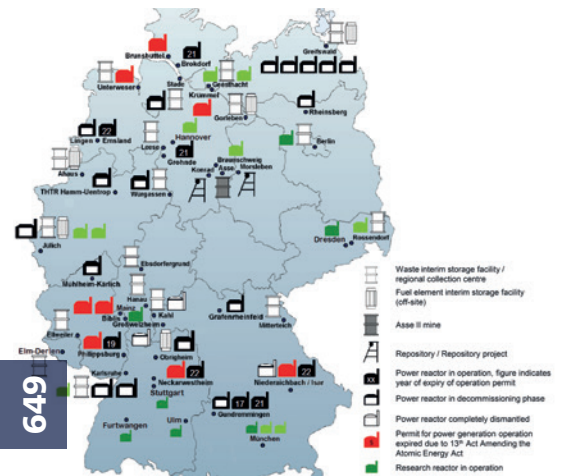 Greifswald
Brunsbüttel
21
Brokdorf
Stade
Geesthacht
Krümmel
Unterweser
Gorleben
Rheinsberg
22
Lingen
Emsland
Hannover
Leese
21
Grohnde
Braunschweig
Berlin
Konrad
Asse
Morsleben
Ahaus
THTR Hamm-Uentrop
Würgassen
Jülich
Dresden
Rossendorf
Ebsdorfergrund
Mülheim-Kärlich
Hanau
Mainz
Kahl
Biblis
Großwelzheim
Grafenrheinfeld
Mitterteich
Ellweiler
19
Elm-Derlen
Philippsburg
Obrigheim
Karlsruhe
22
Neckarwestheim
22
Niederaichbach / Isar
Stuttgart
17
21
Gundremmingen
Ulm
Furtwangen
München
Waste interim storage facility /
regional collection centre
Fuel element interim storage facility
(off-site)
Asse II mine
Repository / Repository project
XX
Power reactor in operation, figure indicates
year of expiry of operation permit
Power reactor in decommissioning phase
Power reactor completely dismantled
Permit for power generation operation
expired due to 13th Act Amending the
Atomic Energy Act
Research reactor in operation
649